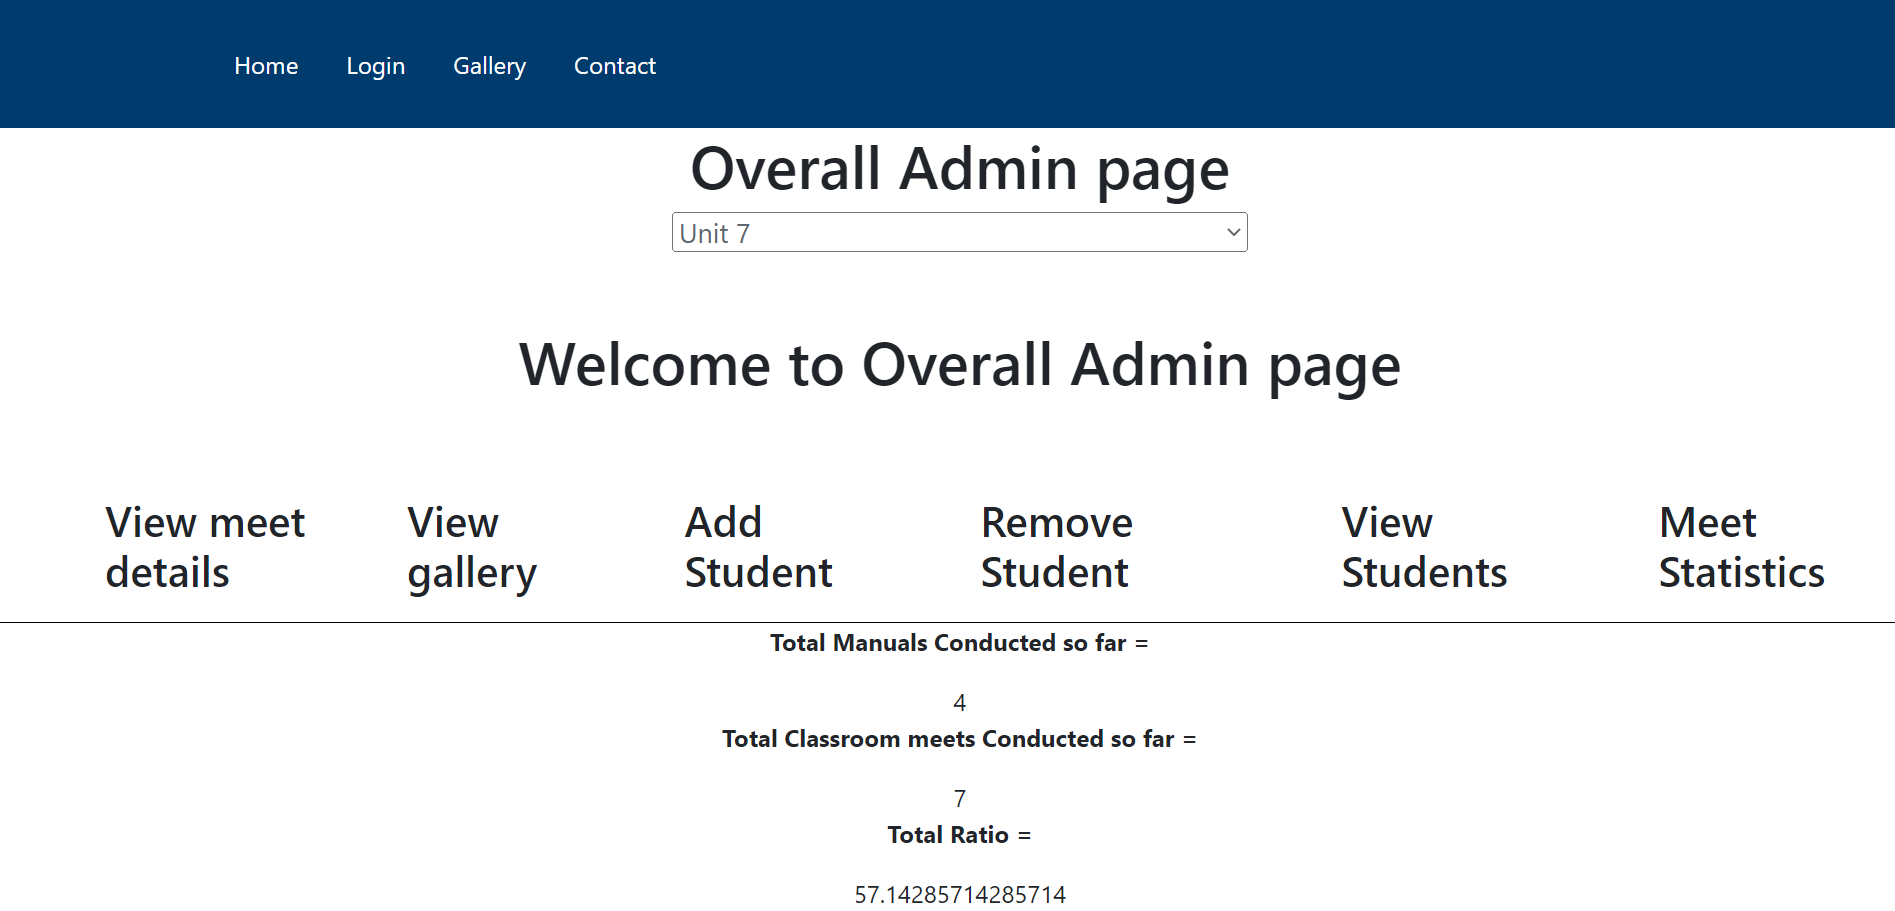 Home Login Gallery Contact
Overall Admin page
Unit 7
Welcome to Overall Admin page
View meet details
View gallery
Add Student
Remove Student
View Students
Meet Statistics
Total Manuals Conducted so far =
4
Total Classroom meets Conducted so far =
7
Total Ratio =
57.14285714285714